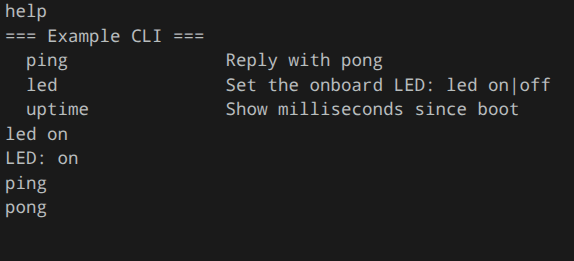 help
=== Example CLI ===
  ping               Reply with pong
  led                Set the onboard LED: led on|off
  uptime             Show milliseconds since boot
led on
LED: on
ping
pong